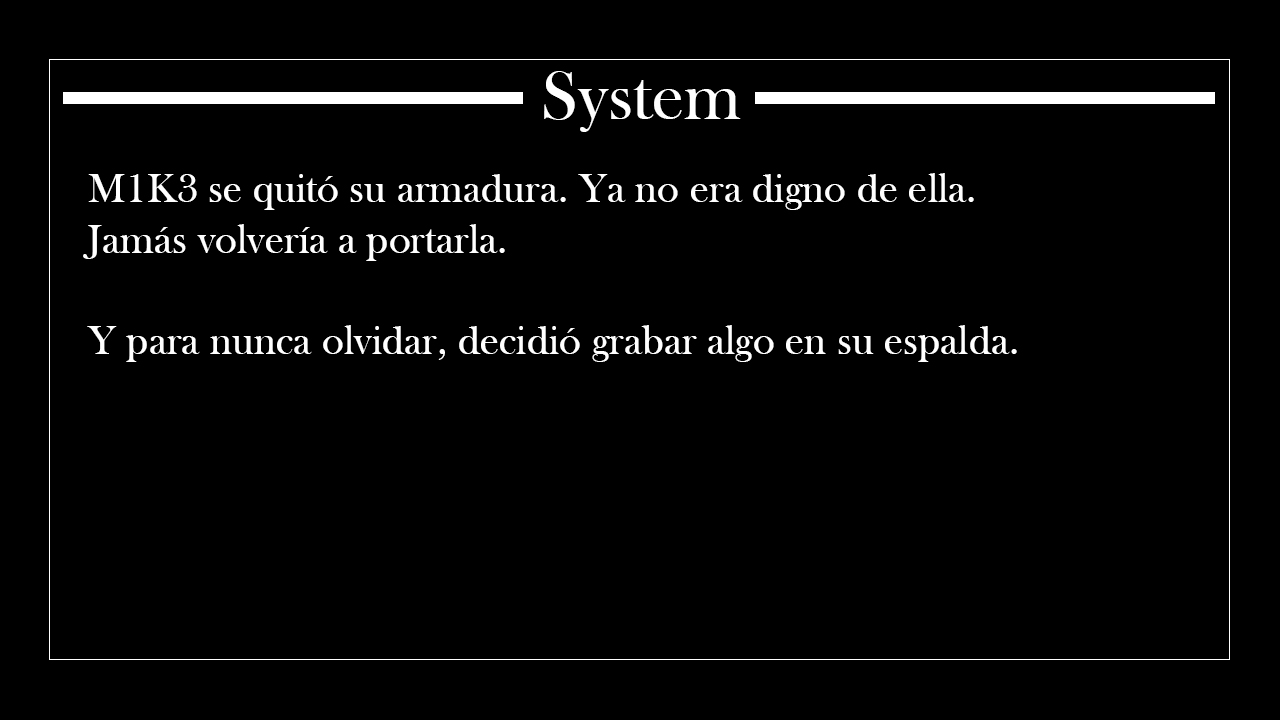 System
M1K3 se quitó su armadura. Ya no era digno de ella.
Jamás volvería a portarla.
Y para nunca olvidar, decidió grabar algo en su espalda.